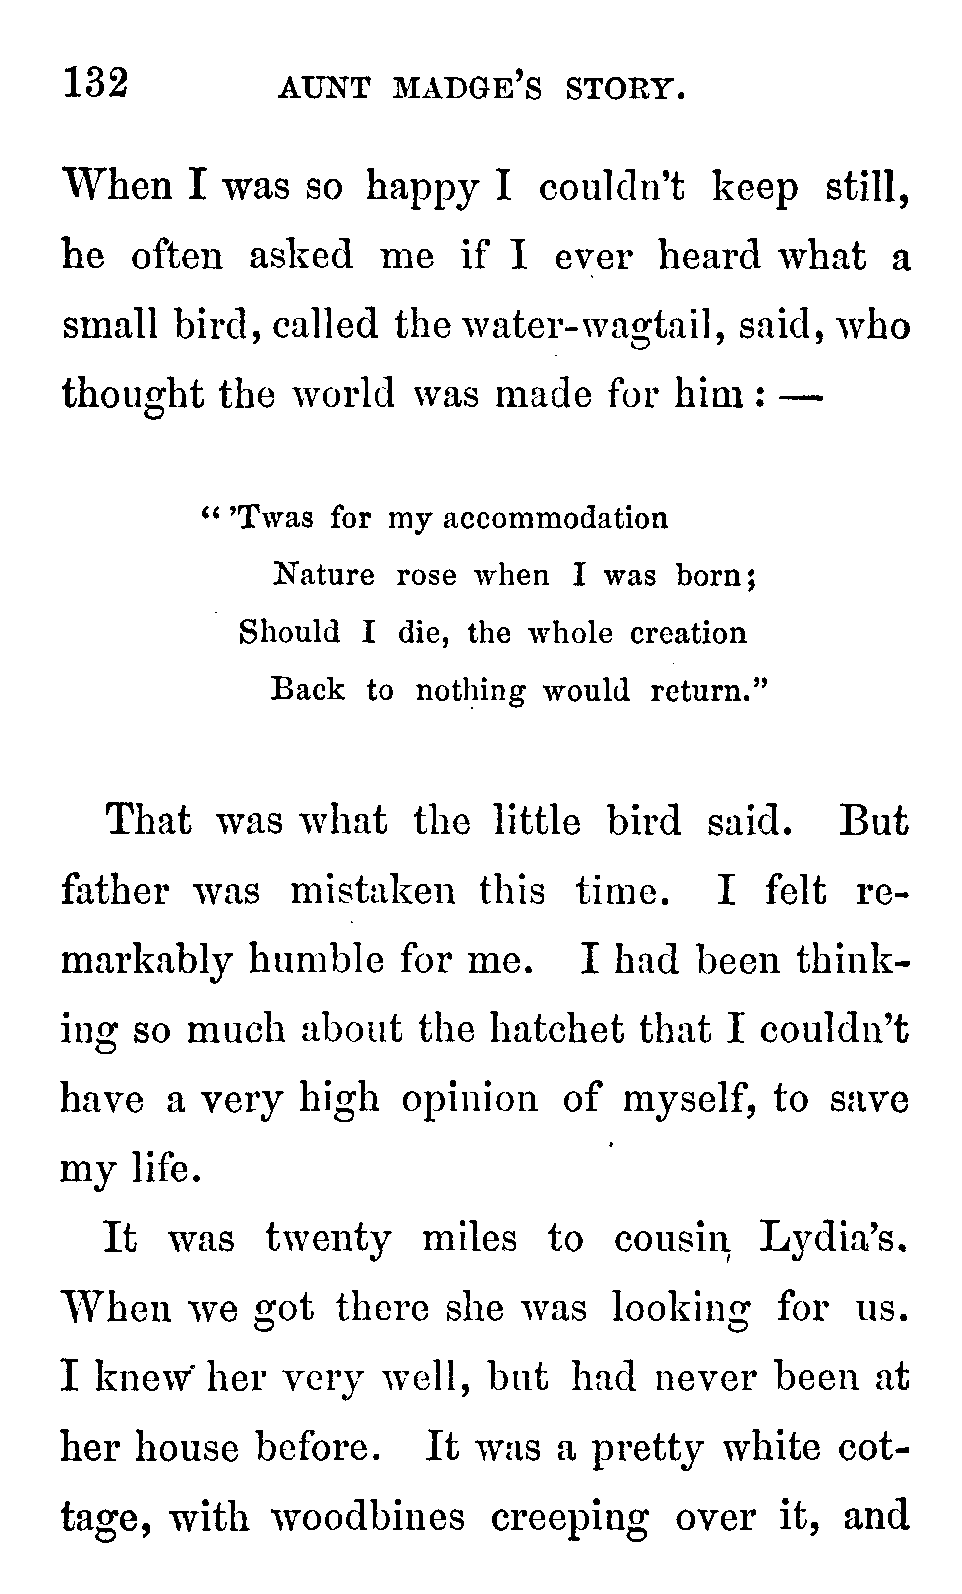 132 AUNT MADGE'S STORY.
When I was so happy I couldn't keep still,
he often asked me if I ever heard what a
small bird, called the water-wagtail, said, who
thought the world was made for him : —
" 'Twas for my accommodation
Nature rose when I was born;
Should I die, the whole creation
Back to nothing would return."
That was what the little bird said. But
father was mistaken this time. I felt re-
markably humble for me. I had been think-
ing so much about the hatchet that I couldn't
have a very high opinion of myself, to save
my life.
It was twenty miles to cousin Lydia's.
When we got there she was looking for us.
I knew her very well, but had never been at
her house before. It was a pretty white cot-
tage, with woodbines creeping over it, and